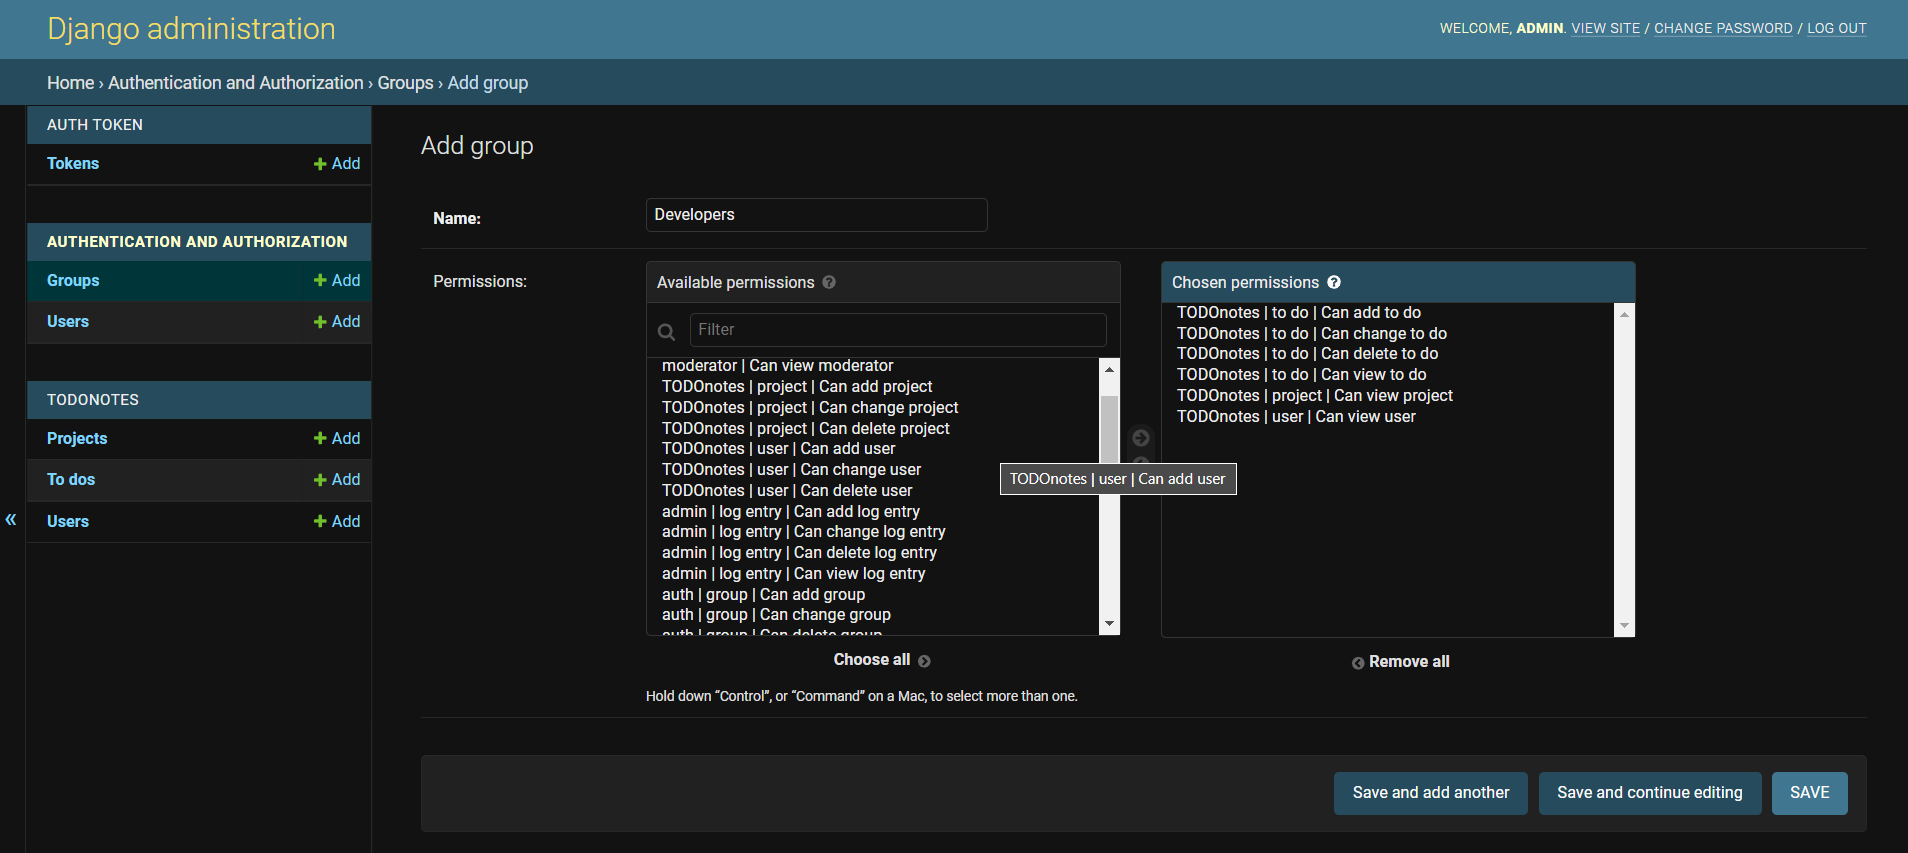 Django administration
WELCOME, ADMIN. VIEW SITE / CHANGE PASSWORD / LOG OUT
Home › Authentication and Authorization › Groups › Add group
AUTH TOKEN
Tokens
Add
AUTHENTICATION AND AUTHORIZATION
Groups
Add
Users
Add
TODONOTES
Projects
Add
To dos
Add
«
Users
Add
Add group
Name:
Developers
Permissions:
Available permissions ?
Filter
moderator | Can view moderator
TODOnotes | project | Can add project
TODOnotes | project | Can change project
TODOnotes | project | Can delete project
TODOnotes | user | Can add user
TODOnotes | user | Can change user
TODOnotes | user | Can delete user
admin | log entry | Can add log entry
admin | log entry | Can change log entry
admin | log entry | Can delete log entry
admin | log entry | Can view log entry
auth | group | Can add group
auth | group | Can change group
auth | group | Can delete group
Choose all
Hold down “Control”, or “Command” on a Mac, to select more than one.
TODOnotes | user | Can add user
Chosen permissions ?
TODOnotes | to do | Can add to do
TODOnotes | to do | Can change to do
TODOnotes | to do | Can delete to do
TODOnotes | to do | Can view to do
TODOnotes | project | Can view project
TODOnotes | user | Can view user
Remove all
Save and add another
Save and continue editing
SAVE